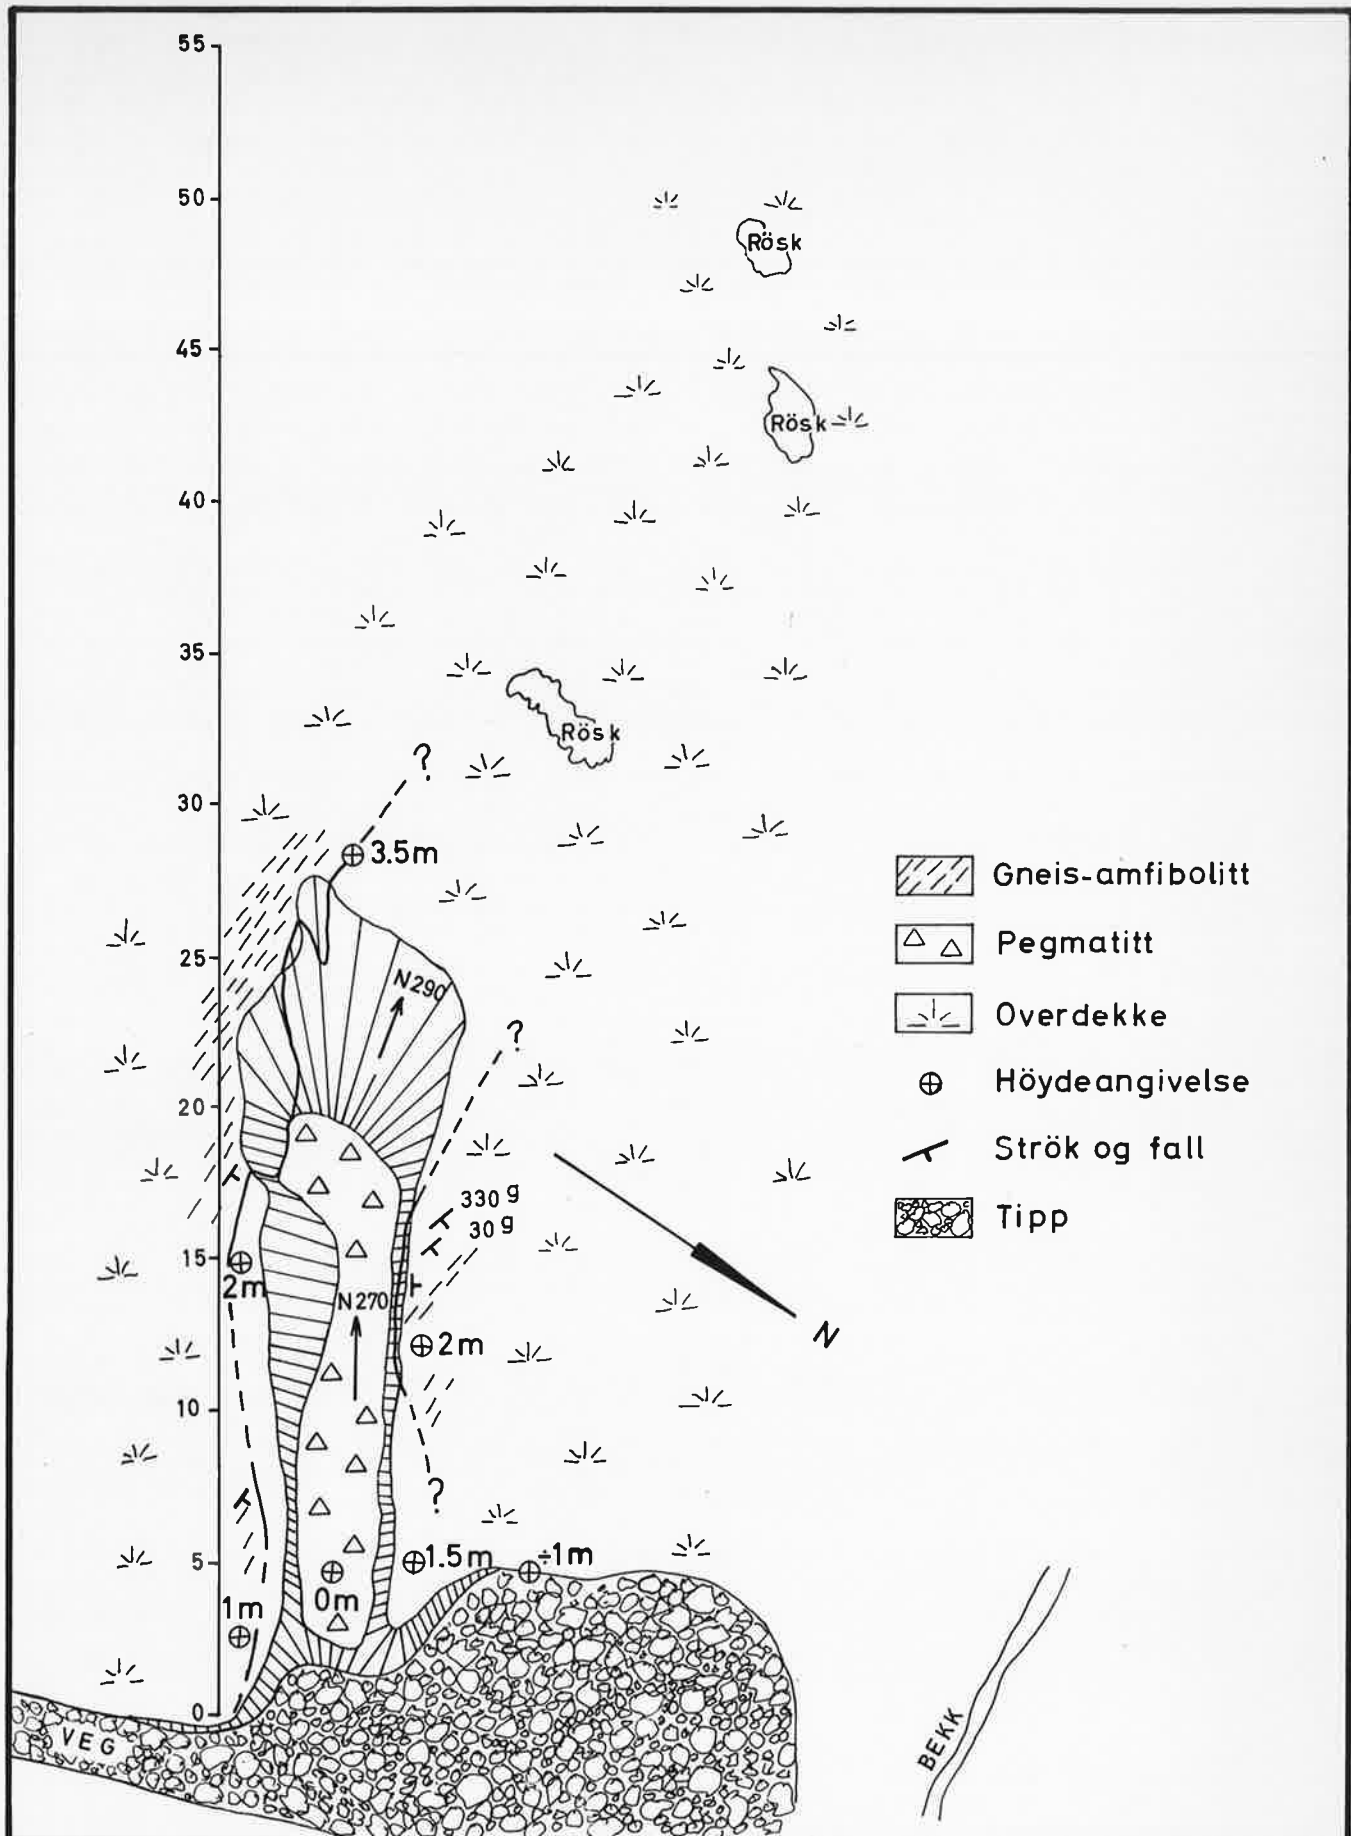 55
50
Rösk
45
Rösk
40
35
Rösk
?
30
3.5m
Gneis-amfibolitt
Pegmatitt
25
N290
Overdekke
?
Höydeangivelse
20
Strök og fall
330 g
30 g
Tipp
15
2m
N270
N
2m
10
?
5
1.5m
÷1m
0m
1m
0
VEG
BEKK